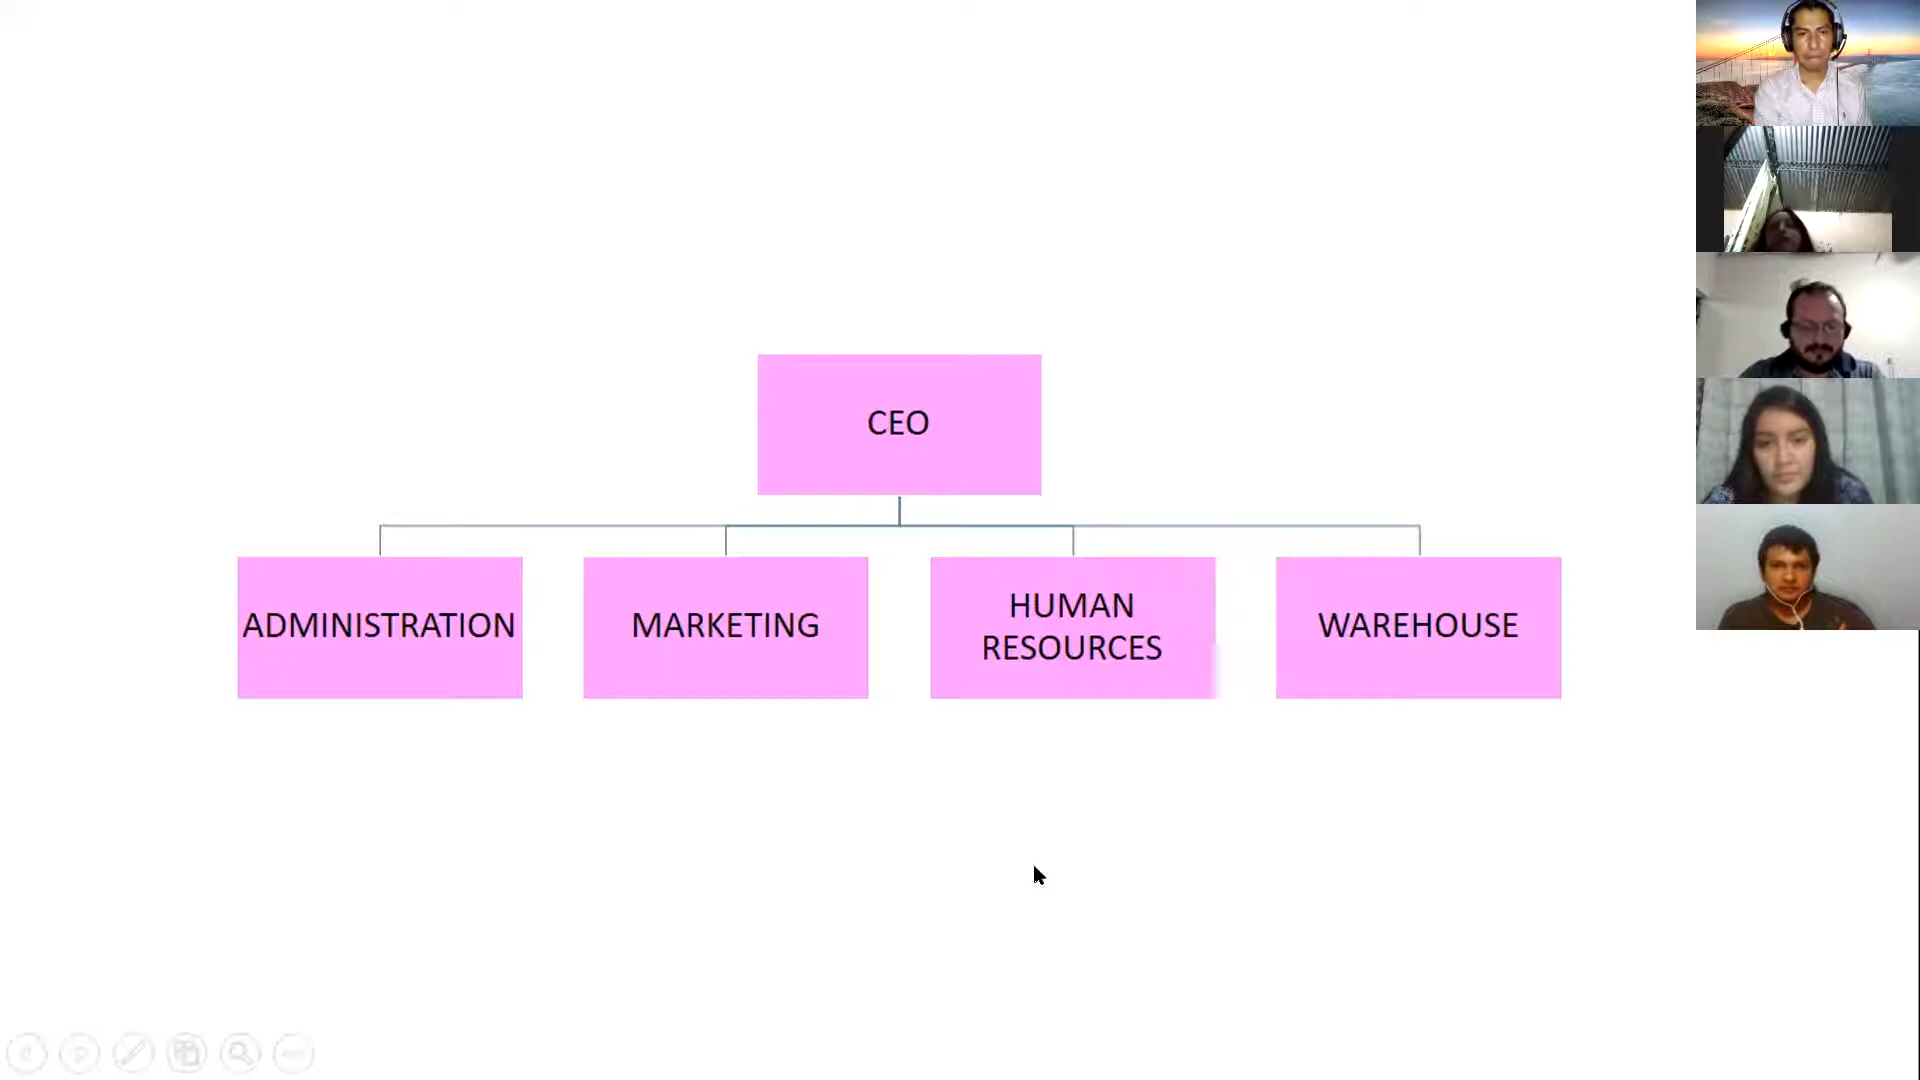 CEO
ADMINISTRATION
MARKETING
HUMAN
RESOURCES
WAREHOUSE